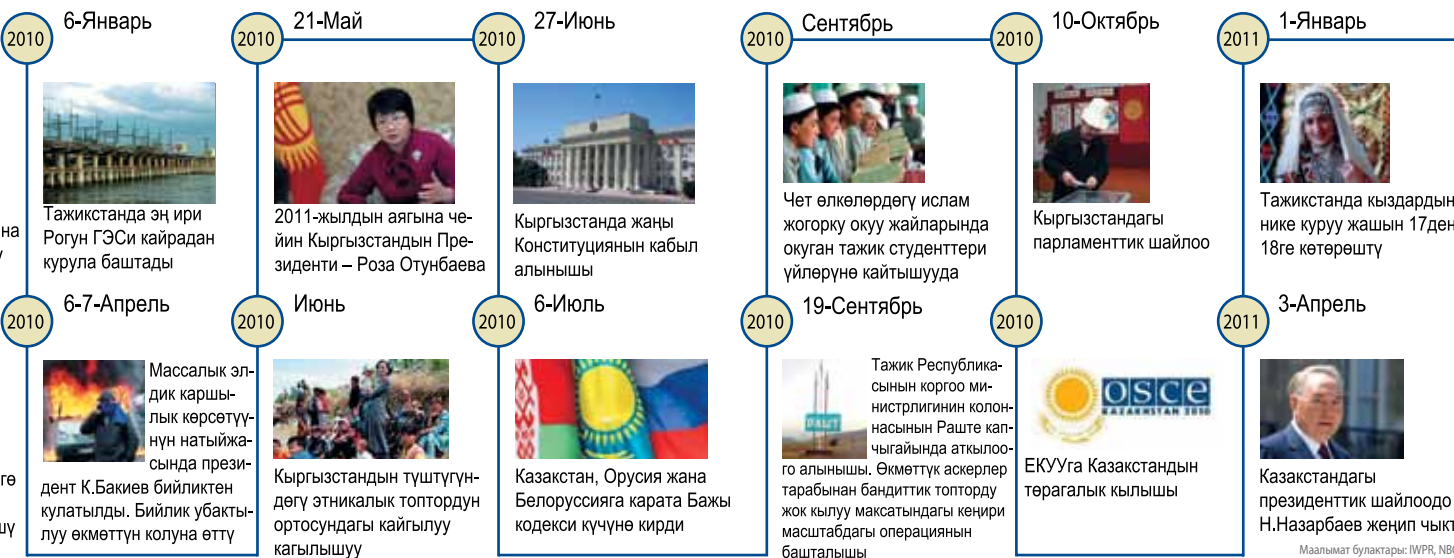 6-Январь
2010
Тажикстанда эң ири
Рогун ГЭСи кайрадан
курула баштады
на
21-Май
2010
2011-жылдын аягына че-
йин Кыргызстандын Пре-
зиденти – Роза Отунбаева
27-Июнь
2010
Кыргызстанда жаңы
Конституциянын кабыл
алынышы
Сентябрь
2010
Чет өлкөлөрдөгү ислам
жогорку окуу жайларында
окуган тажик студенттери
үйлөрүнө кайтышууда
10-Октябрь
2010
Кыргызстандагы
парламенттик шайлоо
1-Январь
2011
Тажикстанда кыздардын
нике куруу жашын 17ден
18ге көтөрөштү
6-7-Апрель
2010
Массалык эл-
дик каршы-
лык көрсөтүү-
нүн натыйжа-
сында прези-
дент К.Бакиев бийликтен
кулатылды. Бийлик убакты-
луу өкмөттүн колуна өттү
гө
шү
Июнь
2010
Кыргызстандын түштүгүн-
дөгү этникалык топтордун
ортосундагы кайгылуу
кагылышуу
6-Июль
2010
Казакстан, Орусия жана
Белоруссияга карата Бажы
кодекси күчүнө кирди
19-Сентябрь
2010
РАШТ
Тажик Республика-
сынын коргоо ми-
нистрлигинин колон-
насынын Раште кап-
чыгайында аткылоо-
го алынышы. Өкмөттүк аскерлер
тарабынан бандиттик топторду
жок кылуу максатындагы кеңири
масштабдагы операциянын
башталышы
2010
OSCE
KAZAKHSTAN 2010
ЕКУУга Казакстандын
төрагалык кылышы
3-Апрель
2011
Казакстандагы
президенттик шайлоодо
Н.Назарбаев жеңип чыкт
Маалымат булактары: IWPR, NB